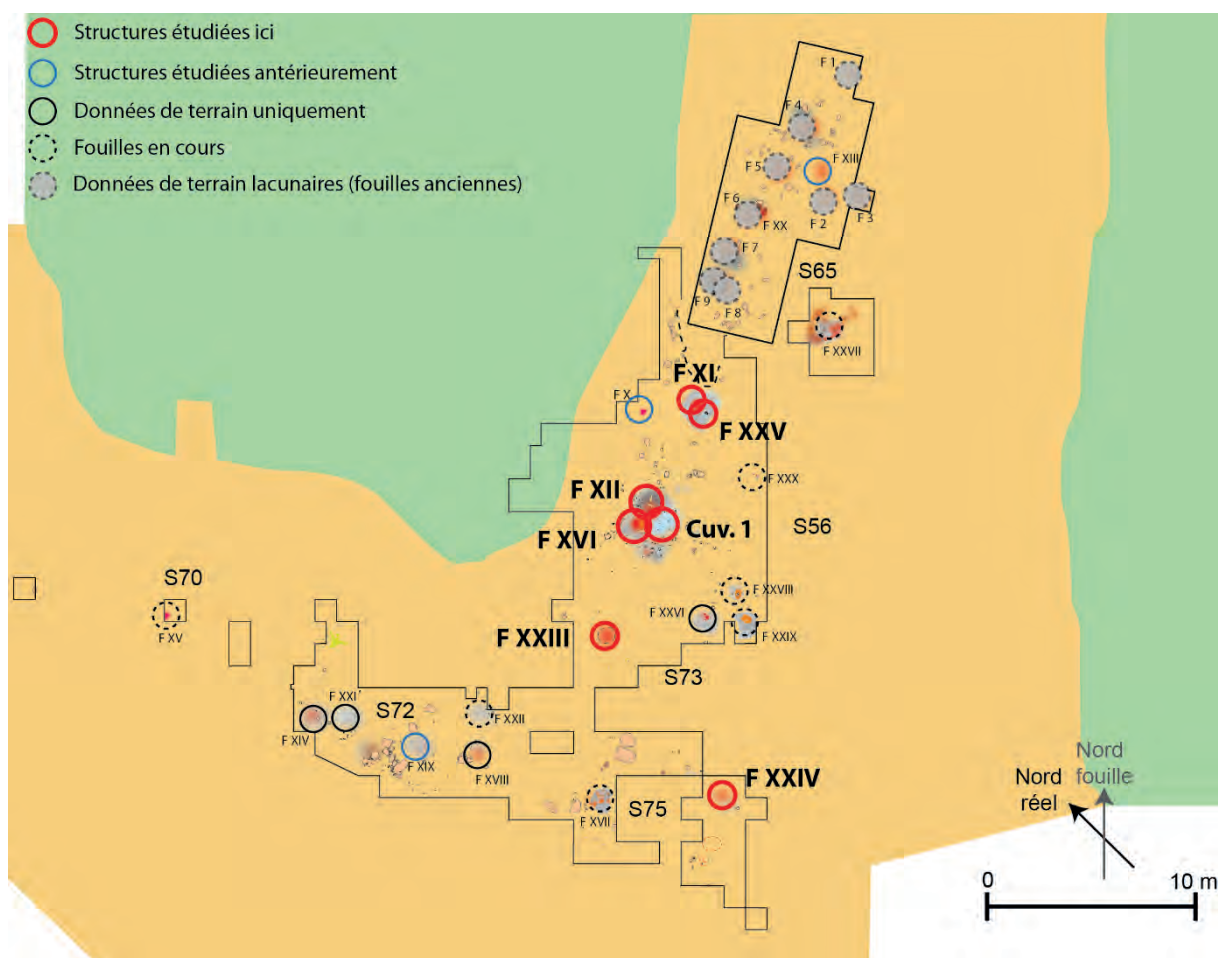 Structures étudiées ici
Structures étudiées antérieurement
Données de terrain uniquement
Fouilles en cours
Données de terrain lacunaires (fouilles anciennes)
F 1
F 4
F 5
F XIII
F 6
F XX
F 2
F 3
F 7
F 9
F 8
S65
F XXVII
F XI
F X
F XXV
F XXX
F XII
F XVI
Cuv. 1
S56
S70
F XV
F XXVIII
F XXVI
F XXIX
F XXIII
S73
F XXI
S72
F XXII
F XIV
F XIX
F XVIII
F XXIV
F XVII
S75
Nord
fouille
Nord
réel
0
10 m